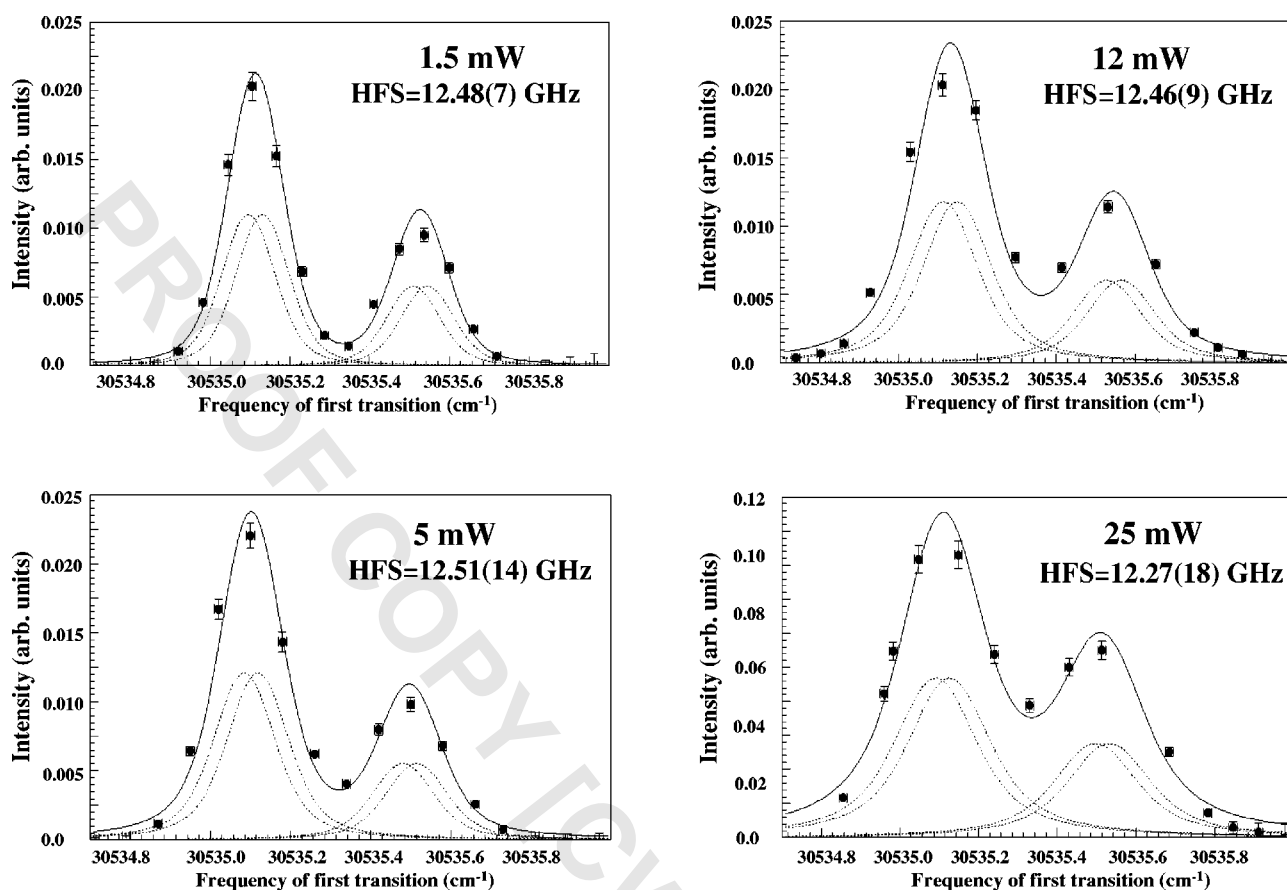 0.025
0.020
0.015
0.010
0.005
0.0
Intensity (arb. units)
1.5 mW
HFS=12.48(7) GHz
30534.8 30535.0 30535.2 30535.4 30535.6 30535.8
Frequency of first transition (cm-1)
0.025
0.020
0.015
0.010
0.005
0.000
Intensity (arb. units)
12 mW
HFS=12.46(9) GHz
30534.8 30535.0 30535.2 30535.4 30535.6 30535.8
Frequency of first transition (cm-1)
0.025
0.020
0.015
0.010
0.005
0.0
Intensity (arb. units)
5 mW
HFS=12.51(14) GHz
30534.8 30535.0 30535.2 30535.4 30535.6 30535.8
Frequency of first transition (cm-1)
0.12
0.10
0.08
0.06
0.04
0.02
0.0
Intensity (arb. units)
25 mW
HFS=12.27(18) GHz
30534.8 30535.0 30535.2 30535.4 30535.6 30535.8
Frequency of first transition (cm-1)
PROOF COPY [CV